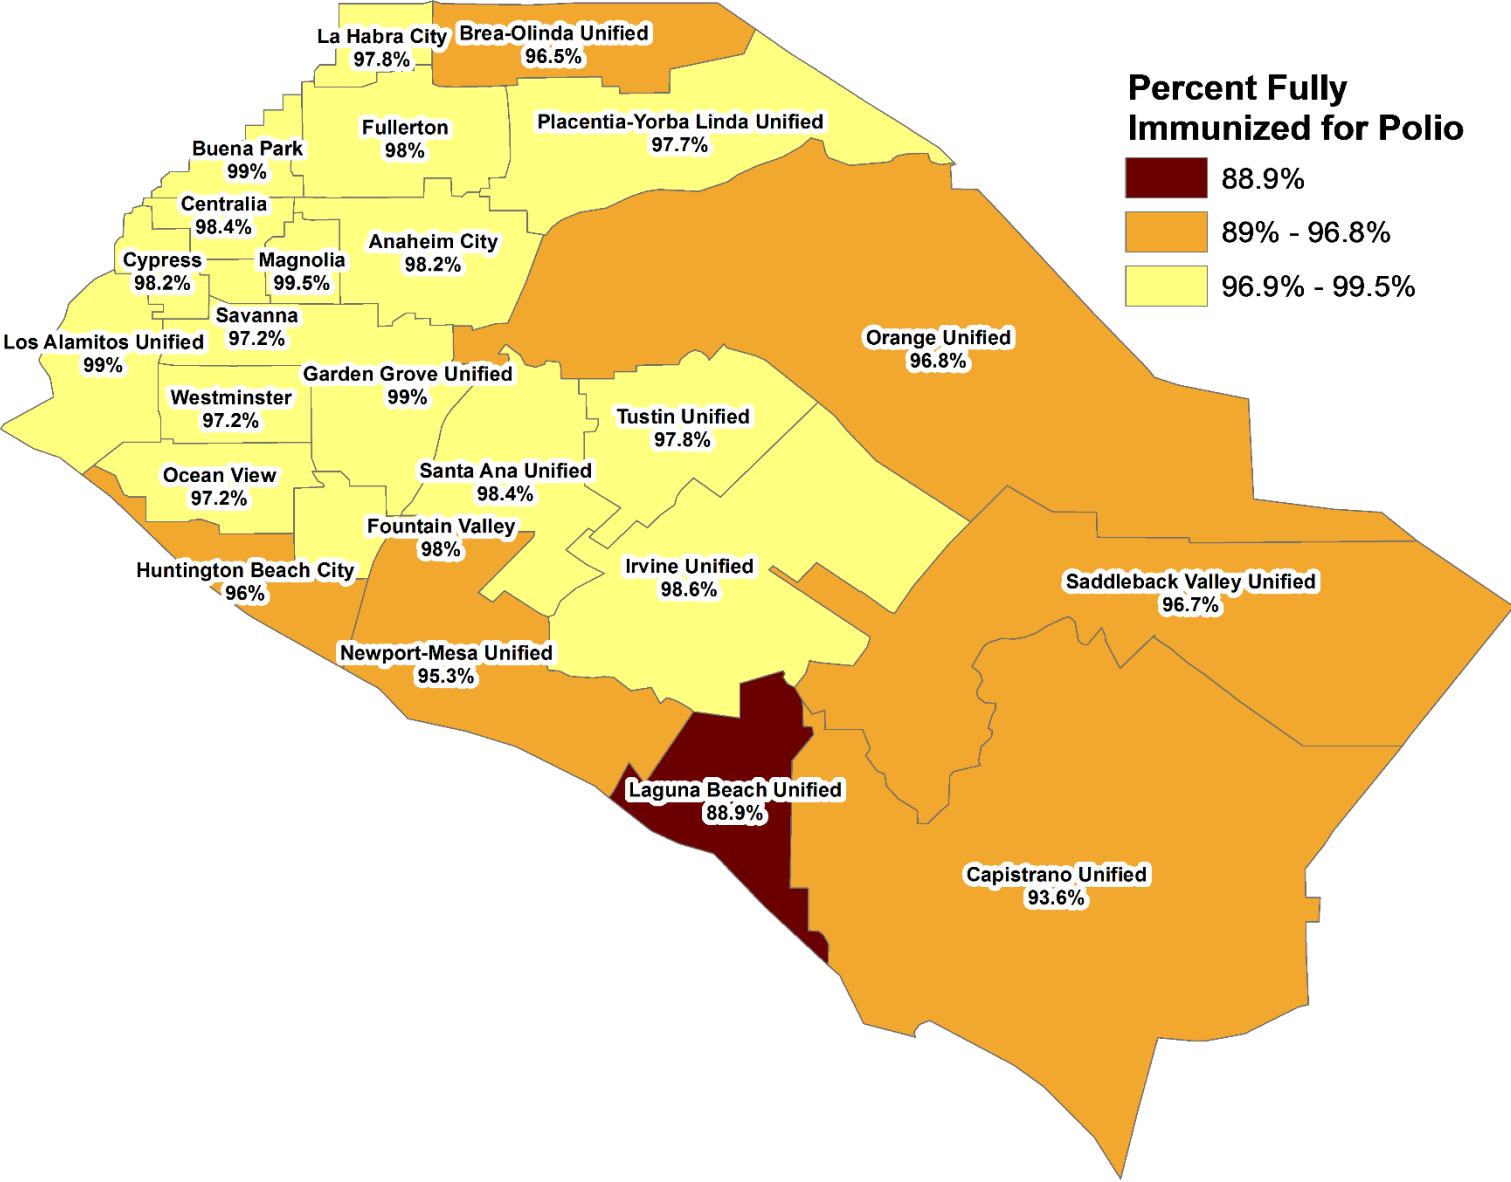 La Habra City
97.8%
Brea-Olinda Unified
96.5%
Percent Fully
Immunized for Polio
88.9%
89% - 96.8%
96.9% - 99.5%
Fullerton
98%
Placentia-Yorba Linda Unified
97.7%
Buena Park
99%
Centralia
98.4%
Anaheim City
98.2%
Cypress
98.2%
Magnolia
99.5%
Savanna
97.2%
Los Alamitos Unified
99%
Orange Unified
96.8%
Garden Grove Unified
99%
Westminster
97.2%
Tustin Unified
97.8%
Ocean View
97.2%
Santa Ana Unified
98.4%
Fountain Valley
98%
Huntington Beach City
96%
Irvine Unified
98.6%
Saddleback Valley Unified
96.7%
Newport-Mesa Unified
95.3%
Laguna Beach Unified
88.9%
Capistrano Unified
93.6%